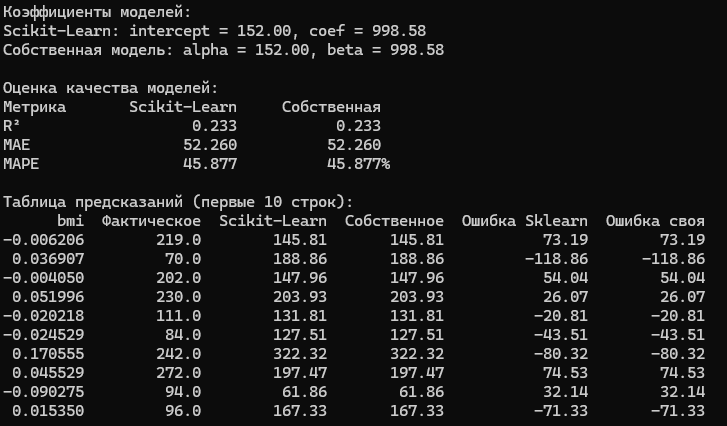 Коэффициенты моделей:
Scikit-Learn: intercept = 152.00, coef = 998.58
Собственная модель: alpha = 152.00, beta = 998.58

Оценка качества моделей:
Метрика       Scikit-Learn     Собственная
R²                   0.233           0.233
MAE                 52.260          52.260
MAPE                45.877          45.877%

Таблица предсказаний (первые 10 строк):
      bmi  Фактическое  Scikit-Learn  Собственное  Ошибка Sklearn  Ошибка своя
-0.006206        219.0        145.81       145.81           73.19        73.19
 0.036907         70.0        188.86       188.86         -118.86      -118.86
-0.004050        202.0        147.96       147.96           54.04        54.04
 0.051996        230.0        203.93       203.93           26.07        26.07
-0.020218        111.0        131.81       131.81          -20.81       -20.81
-0.024529         84.0        127.51       127.51          -43.51       -43.51
 0.170555        242.0        322.32       322.32          -80.32       -80.32
 0.045529        272.0        197.47       197.47           74.53        74.53
-0.090275         94.0         61.86        61.86           32.14        32.14
 0.015350         96.0        167.33       167.33          -71.33       -71.33